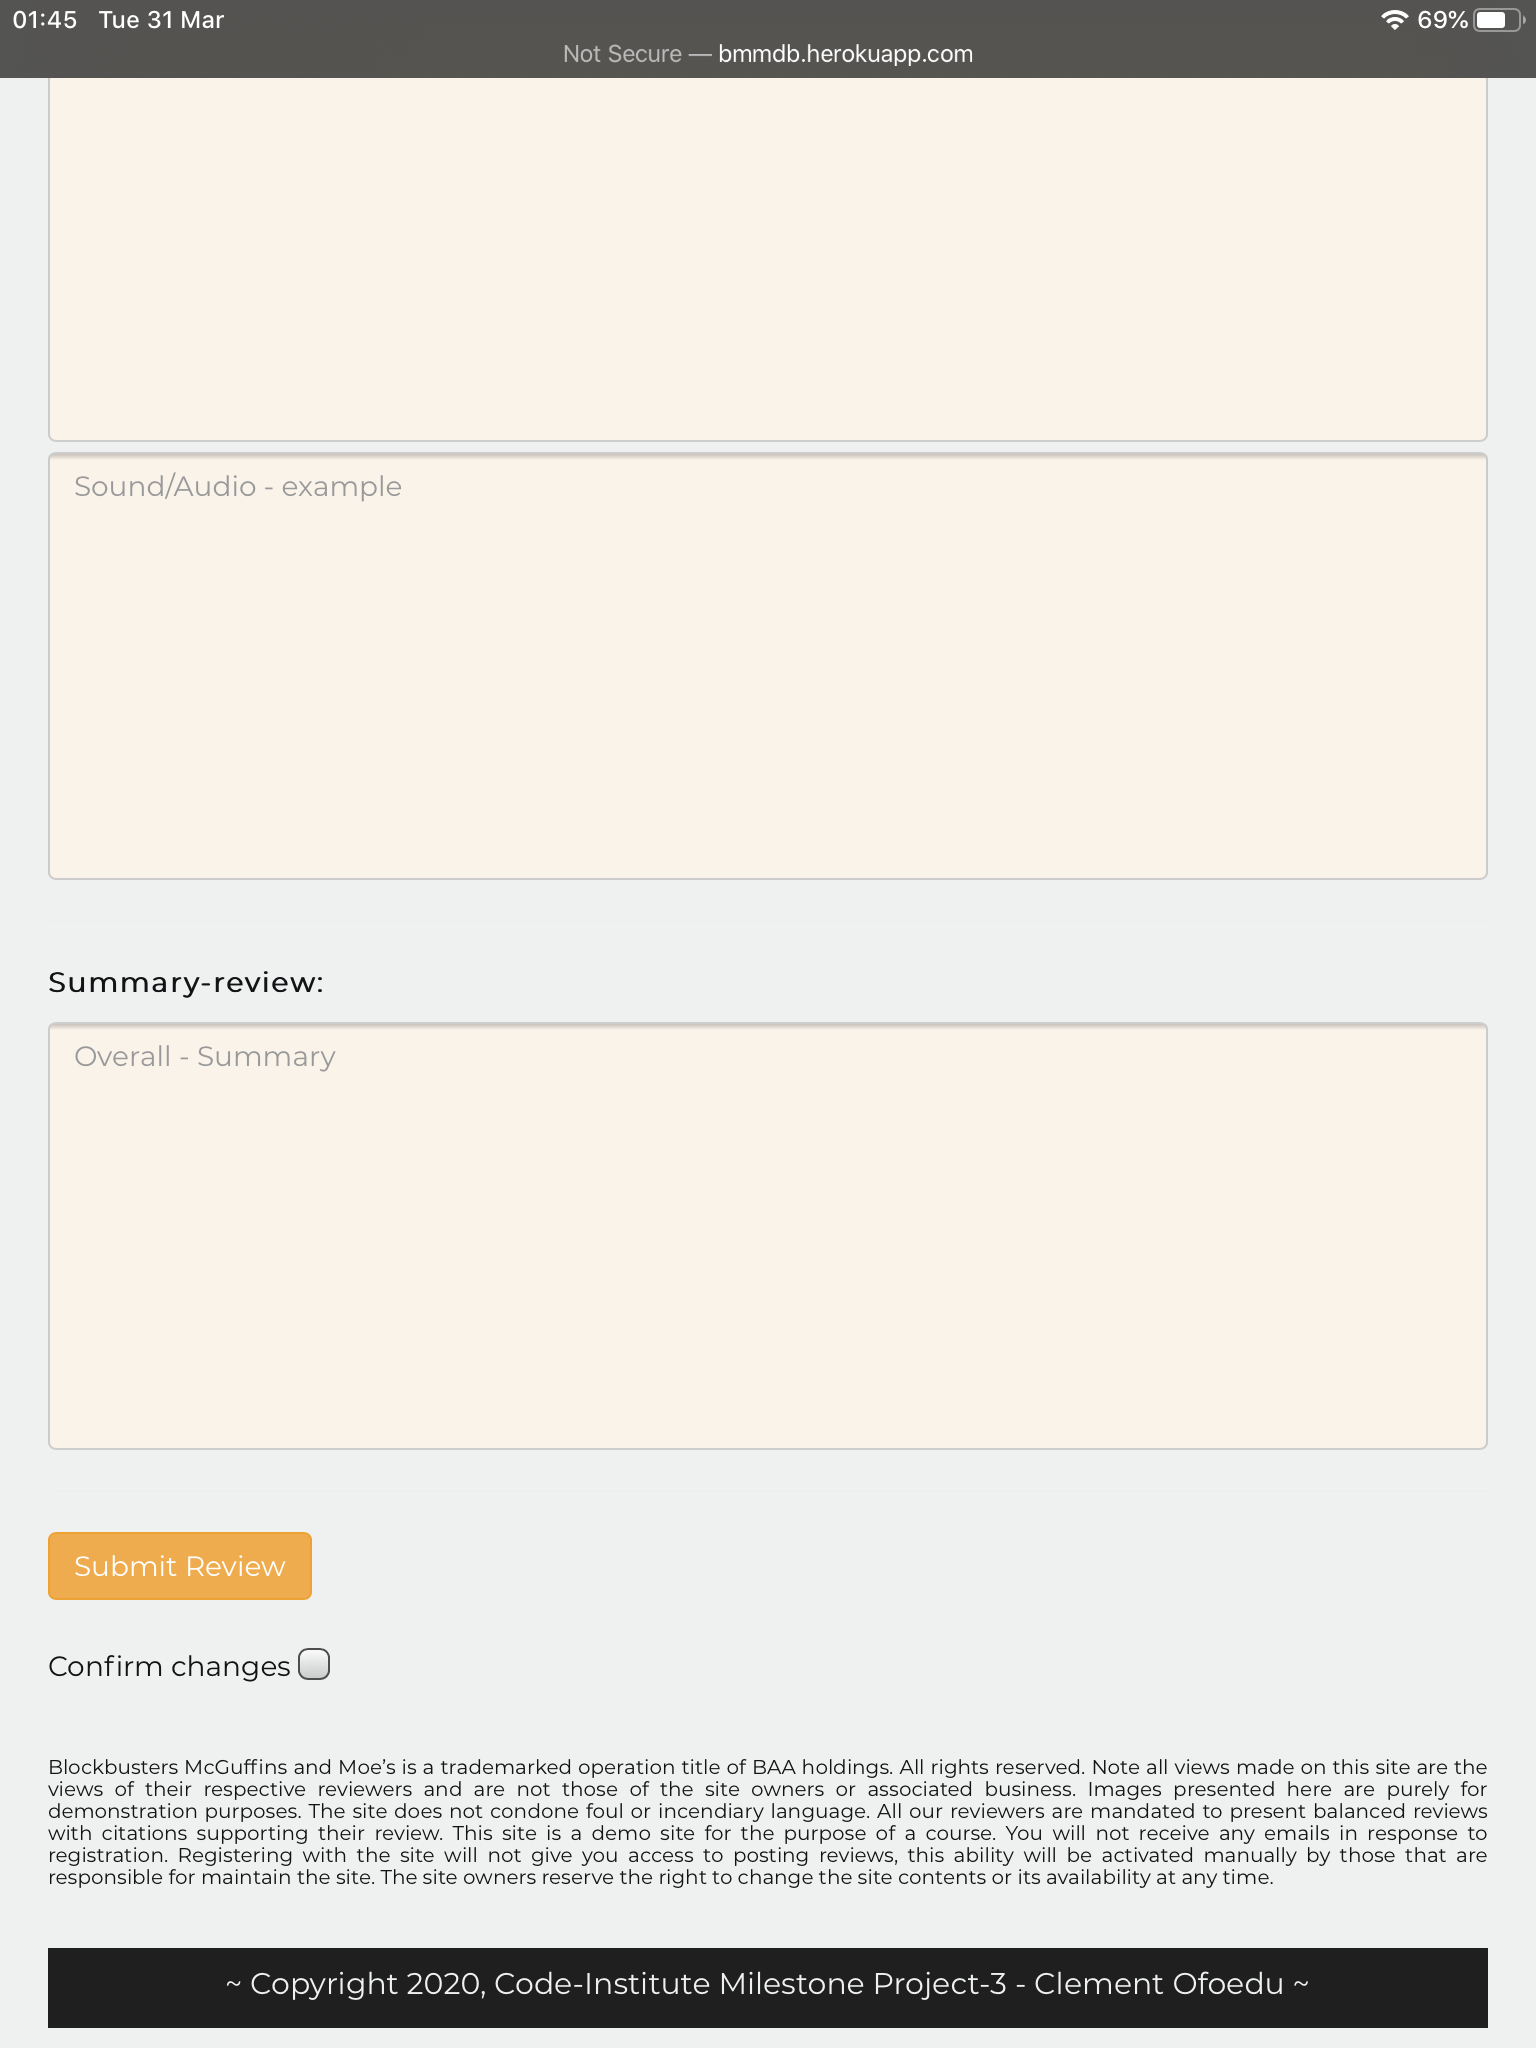 01:45 Tue 31 Mar 69%
Not Secure — bmmdb.herokuapp.com
Sound/Audio - example
Summary-review:
Overall - Summary
Submit Review
Confirm changes
Blockbusters McGuffins and Moe’s is a trademarked operation title of BAA holdings. All rights reserved. Note all views made on this site are the
views of their respective reviewers and are not those of the site owners or associated business. Images presented here are purely for
demonstration purposes. The site does not condone foul or incendiary language. All our reviewers are mandated to present balanced reviews
with citations supporting their review. This site is a demo site for the purpose of a course. You will not receive any emails in response to
registration. Registering with the site will not give you access to posting reviews, this ability will be activated manually by those that are
responsible for maintain the site. The site owners reserve the right to change the site contents or its availability at any time.
~ Copyright 2020, Code-Institute Milestone Project-3 - Clement Ofoedu ~